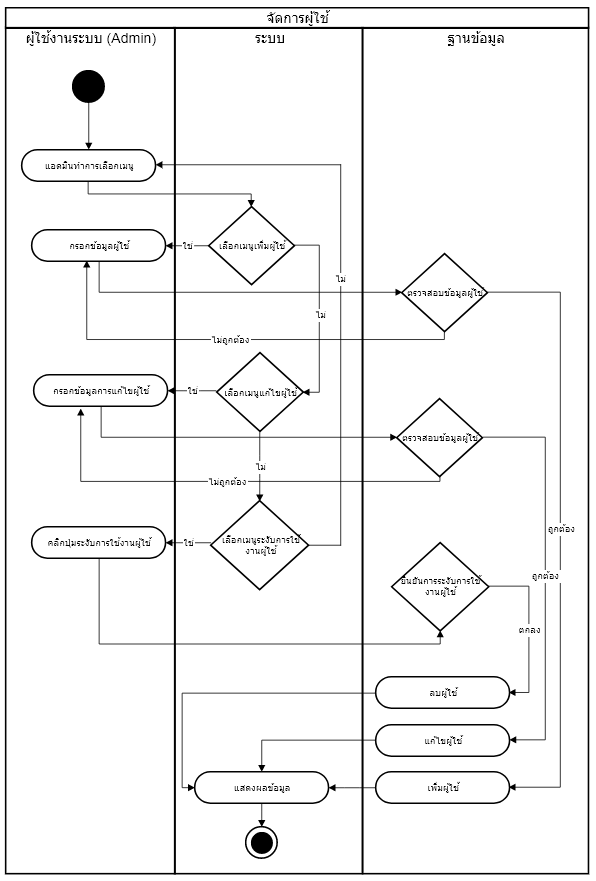 จัดการผู้ใช้
ผู้ใช้งานระบบ (Admin)
ระบบ
ฐานข้อมูล
แอดมินทำการเลือกเมนู
กรอกข้อมูลผู้ใช้
ใช่
เลือกเมนูเพิ่มผู้ใช้
ไม่
ไม่
ตรวจสอบข้อมูลผู้ใช้
ไม่ถูกต้อง
กรอกข้อมูลการแก้ไขผู้ใช้
ใช่
เลือกเมนูแก้ไขผู้ใช้
ตรวจสอบข้อมูลผู้ใช้
ไม่
ไม่ถูกต้อง
คลิกปุ่มระงับการใช้งานผู้ใช้
ใช่
เลือกเมนูระงับการใช้
งานผู้ใช้
ถูกต้อง
ถูกต้อง
ยืนยันการระงับการใช้
งานผู้ใช้
ตกลง
ลบผู้ใช้
แก้ไขผู้ใช้
แสดงผลข้อมูล
เพิ่มผู้ใช้